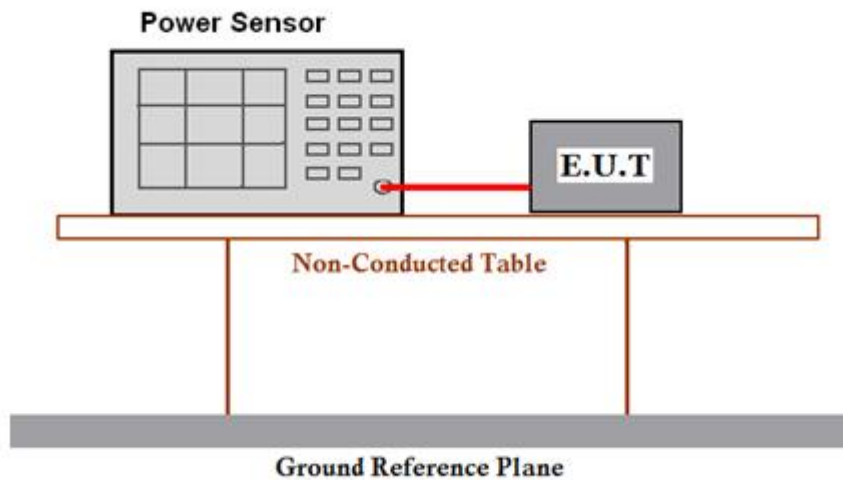 Power Sensor
E.U.T
Non-Conducted Table
Ground Reference Plane